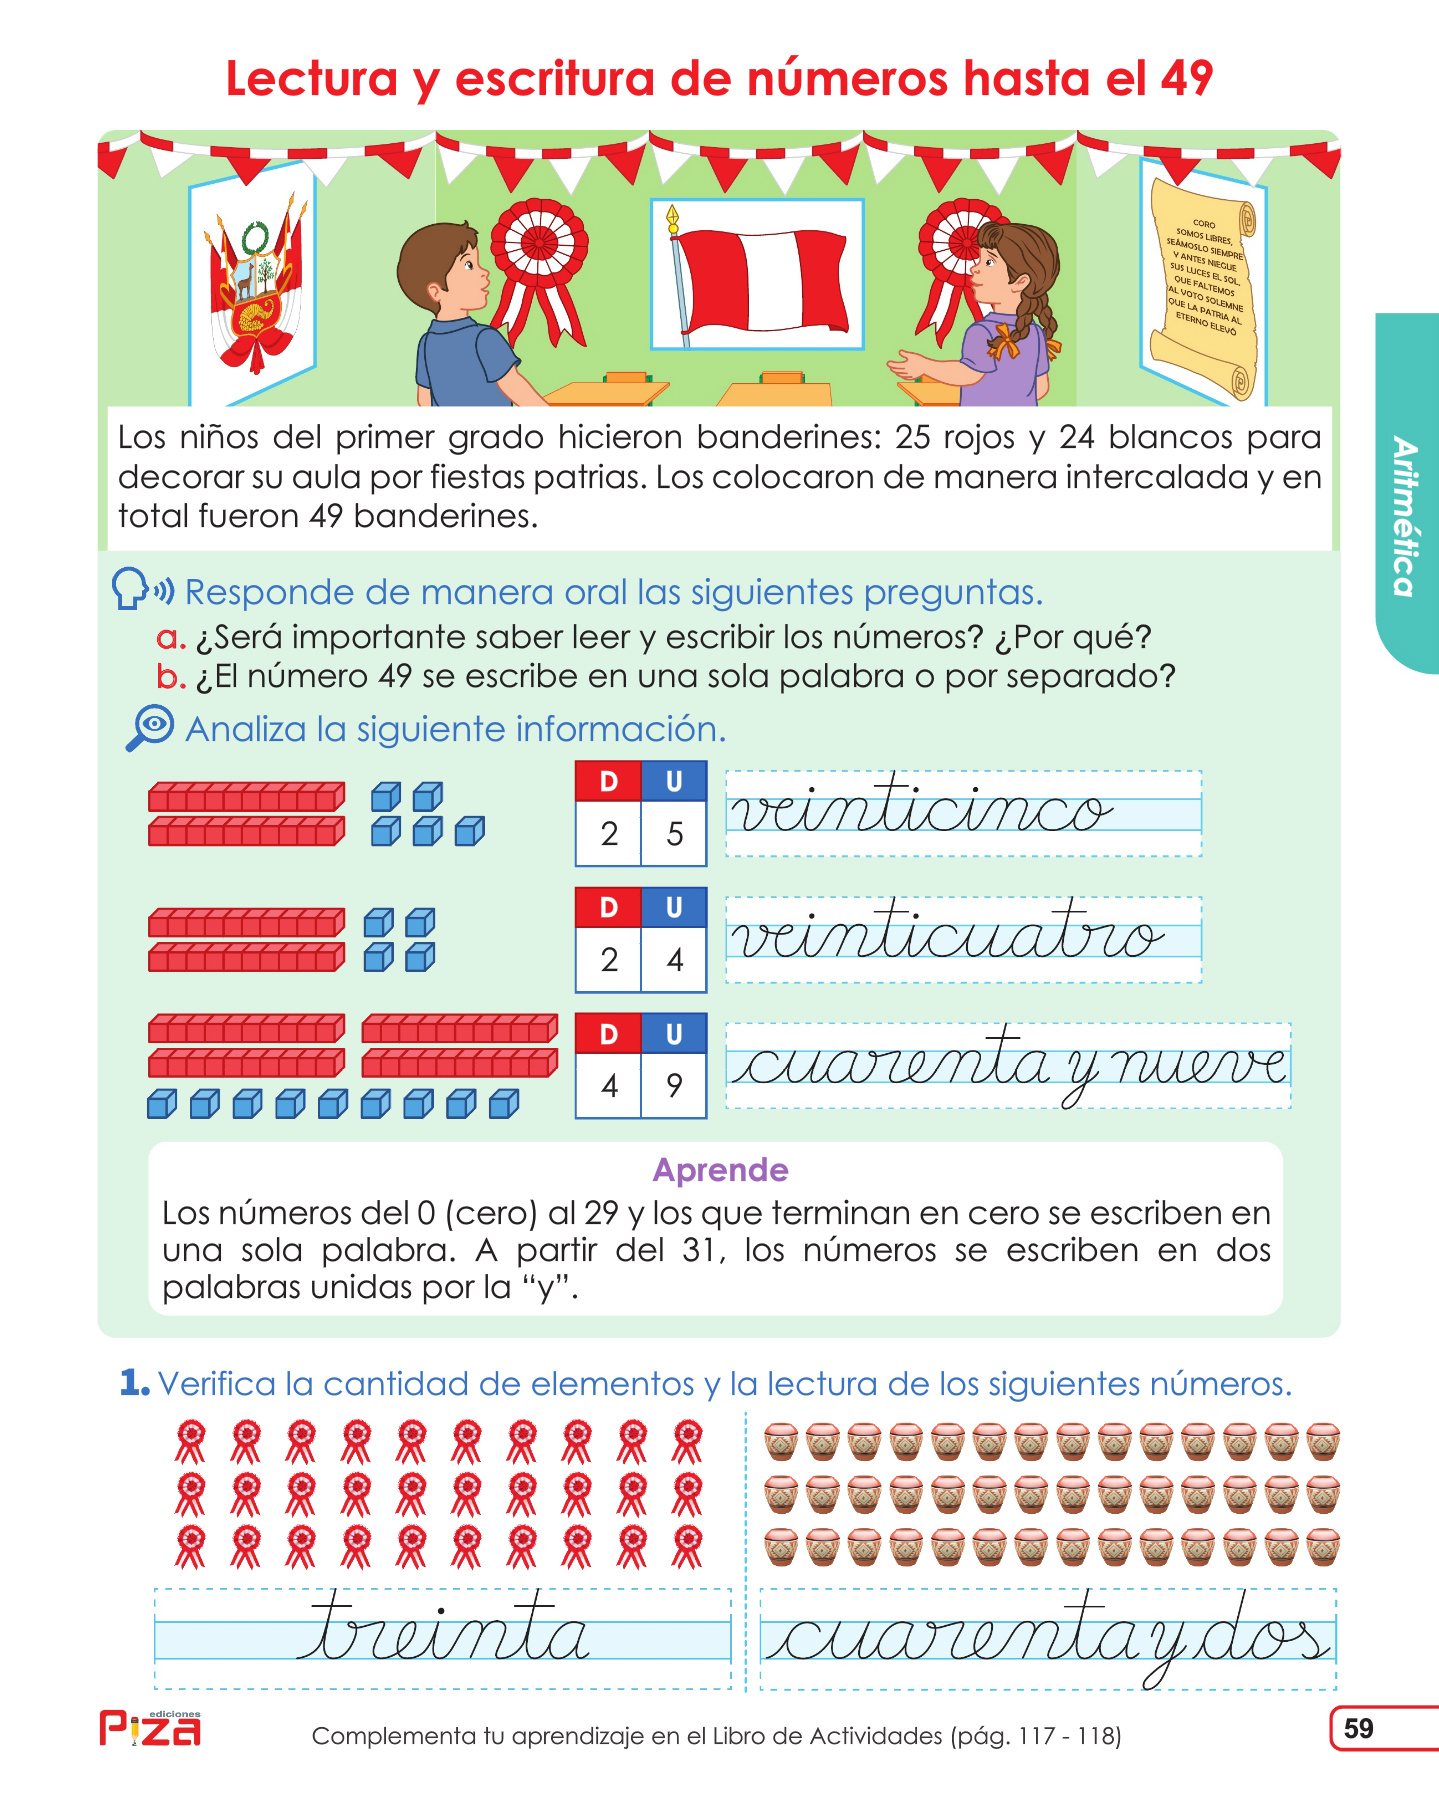 Lectura y escritura de números hasta el 49
CORO
SOMOS LIBRES,
SEÁMOSLO SIEMPRE
Y ANTES NIEGUE
SUS LUCES EL SOL,
QUE FALTEMOS
AL VOTO SOLEMNE
QUE LA PATRIA AL
ETERNO ELEVÓ
Los niños del primer grado hicieron banderines: 25 rojos y 24 blancos para
decorar su aula por fiestas patrias. Los colocaron de manera intercalada y en
total fueron 49 banderines.
Aritmética
Responde de manera oral las siguientes preguntas.
a. ¿Será importante saber leer y escribir los números? ¿Por qué?
b. ¿El número 49 se escribe en una sola palabra o por separado?
Analiza la siguiente información.
D U
2 5
veinticinco
D U
2 4
veinticuatro
D U
4 9
cuarenta y nueve
Aprende
Los números del 0 (cero) al 29 y los que terminan en cero se escriben en
una sola palabra. A partir del 31, los números se escriben en dos
palabras unidas por la “y”.
1. Verifica la cantidad de elementos y la lectura de los siguientes números.
treinta
cuarenta y dos
ediciones
Piza
Complementa tu aprendizaje en el Libro de Actividades (pág. 117 - 118)
59